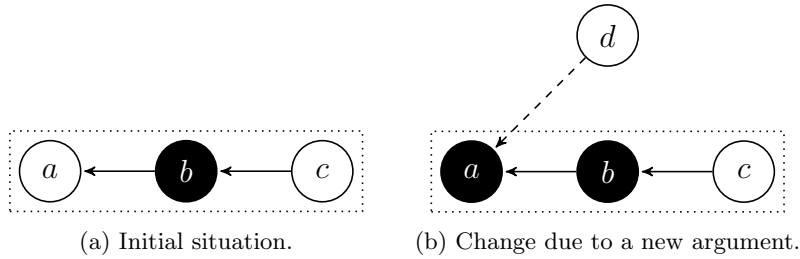 d
a b c
a b c
(a) Initial situation.
(b) Change due to a new argument.